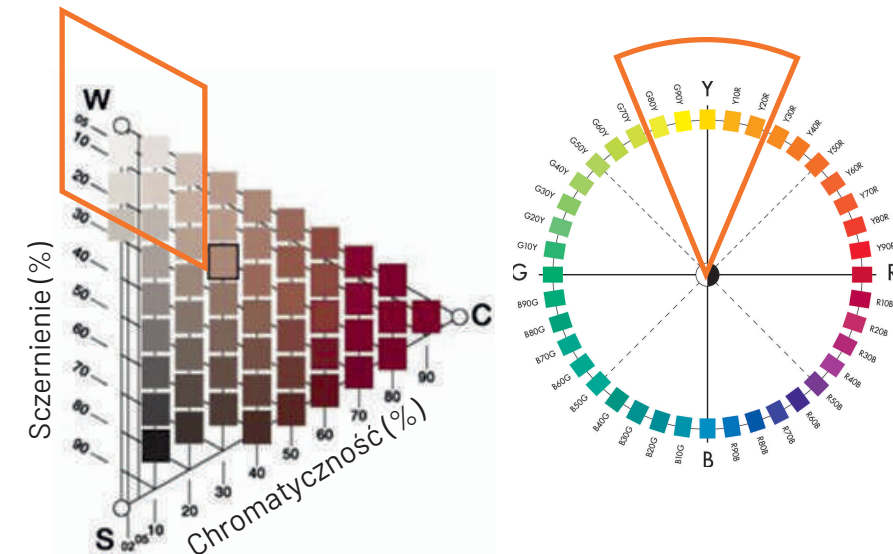 W
05
10
20
30
40
50
60
70
80
90
S
02
05
10
20
30
40
50
60
70
80
90
C
Sczernienie (%)
Chromatyczność (%)
Y
G90Y
G80Y
G70Y
G60Y
G50Y
G40Y
G30Y
G20Y
G10Y
G
B90G
B80G
B70G
B60G
B50G
B40G
B30G
B20G
B10G
B
R90B
R80B
R70B
R60B
R50B
R40B
R30B
R20B
R10B
Y90R
Y80R
Y70R
Y60R
Y50R
Y40R
Y30R
Y20R
Y10R